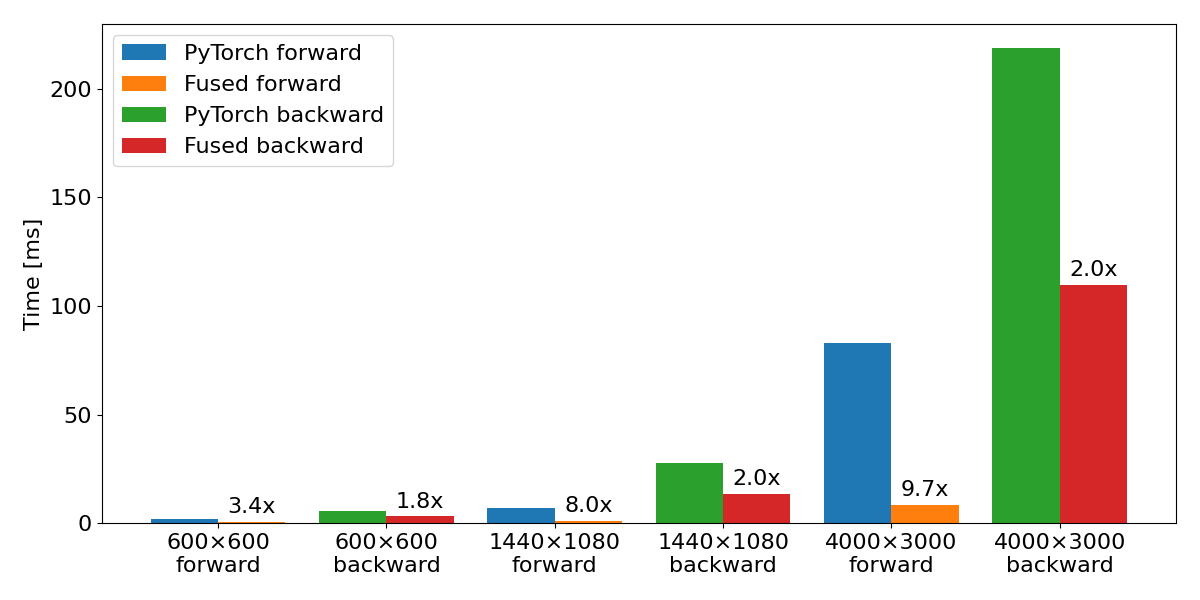 PyTorch forward
Fused forward
PyTorch backward
Fused backward
Time [ms]
200
150
100
50
0
3.4x
1.8x
8.0x
2.0x
9.7x
2.0x
600×600
forward
600×600
backward
1440×1080
forward
1440×1080
backward
4000×3000
forward
4000×3000
backward